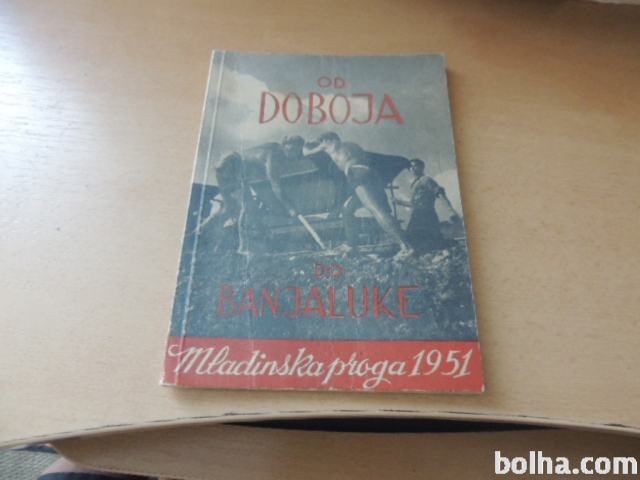 OD
DOBOJA
DO
BANJALUKE
Mladinska proga 1951
bolha.com